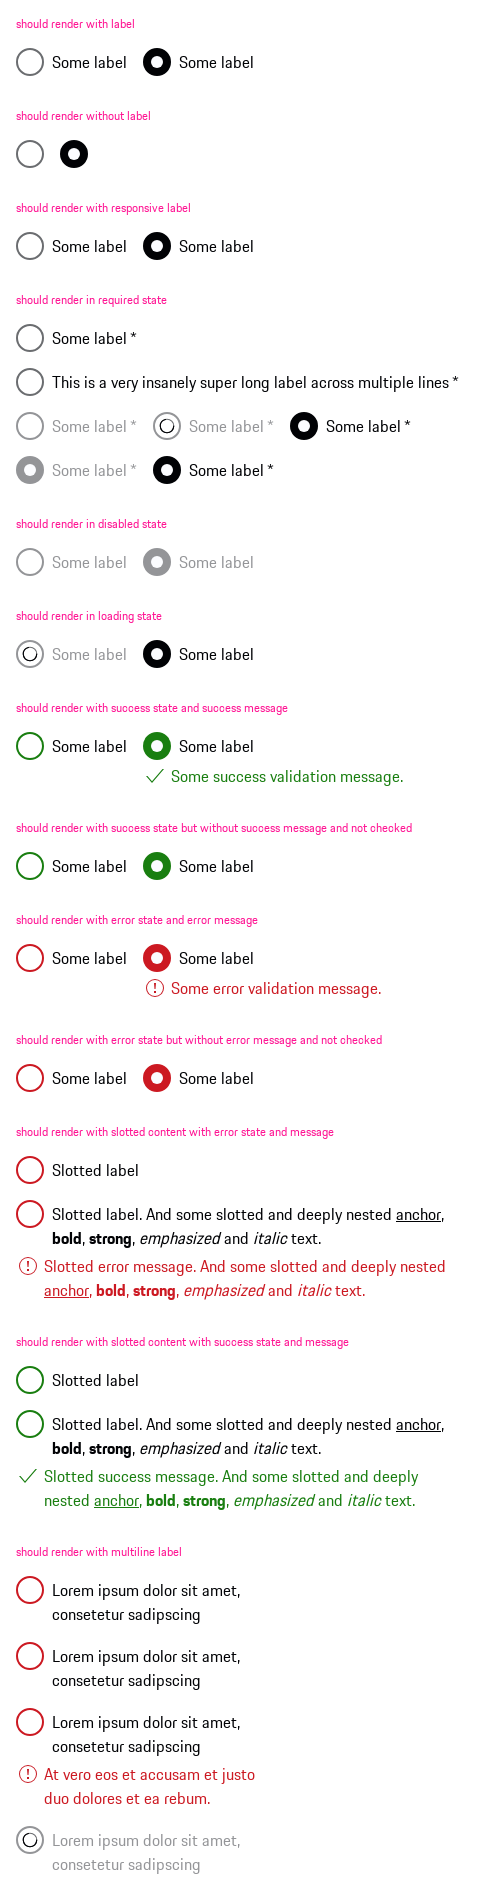 should render with label
Some label Some label
should render without label
should render with responsive label
Some label Some label
should render in required state
Some label *
This is a very insanely super long label across multiple lines *
Some label * Some label * Some label *
Some label * Some label *
should render in disabled state
Some label Some label
should render in loading state
Some label Some label
should render with success state and success message
Some label Some label
Some success validation message.
should render with success state but without success message and not checked
Some label Some label
should render with error state and error message
Some label Some label
Some error validation message.
should render with error state but without error message and not checked
Some label Some label
should render with slotted content with error state and message
Slotted label
Slotted label. And some slotted and deeply nested anchor,
bold, strong, emphasized and italic text.
Slotted error message. And some slotted and deeply nested
anchor, bold, strong, emphasized and italic text.
should render with slotted content with success state and message
Slotted label
Slotted label. And some slotted and deeply nested anchor,
bold, strong, emphasized and italic text.
Slotted success message. And some slotted and deeply
nested anchor, bold, strong, emphasized and italic text.
should render with multiline label
Lorem ipsum dolor sit amet,
consetetur sadipscing
Lorem ipsum dolor sit amet,
consetetur sadipscing
Lorem ipsum dolor sit amet,
consetetur sadipscing
At vero eos et accusam et justo
duo dolores et ea rebum.
Lorem ipsum dolor sit amet,
consetetur sadipscing